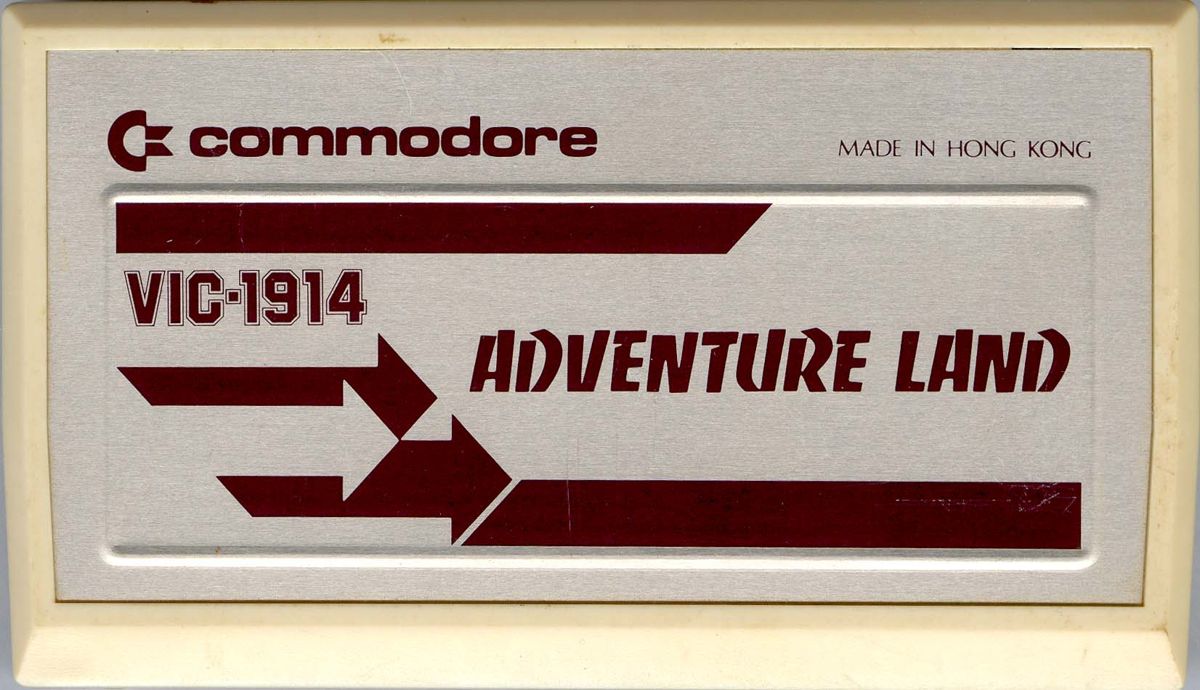 commodore
MADE IN HONG KONG
VIC-1914
ADVENTURE LAND